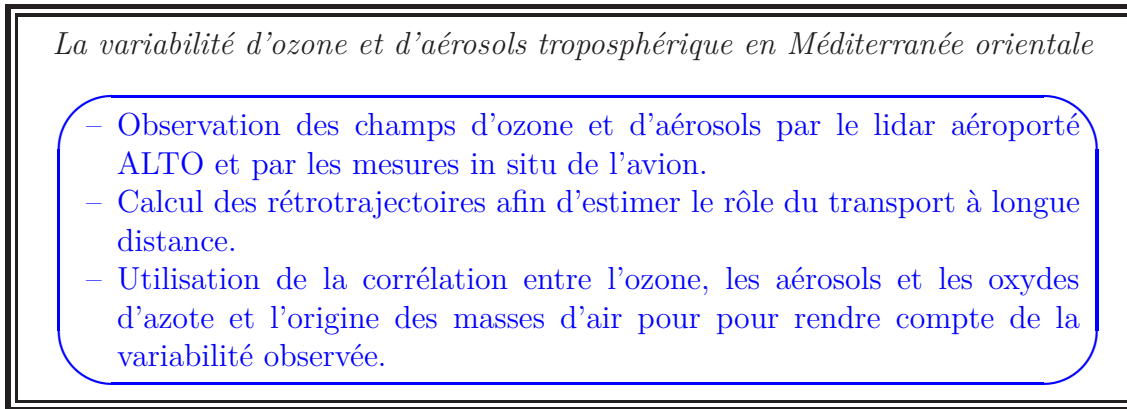 La variabilité d'ozone et d'aérosols troposphérique en Méditerranée orientale
– Observation des champs d'ozone et d'aérosols par le lidar aéroporté
ALTO et par les mesures in situ de l'avion.
– Calcul des rétrotrajectoires afin d'estimer le rôle du transport à longue
distance.
– Utilisation de la corrélation entre l'ozone, les aérosols et les oxydes
d'azote et l'origine des masses d'air pour pour rendre compte de la
variabilité observée.